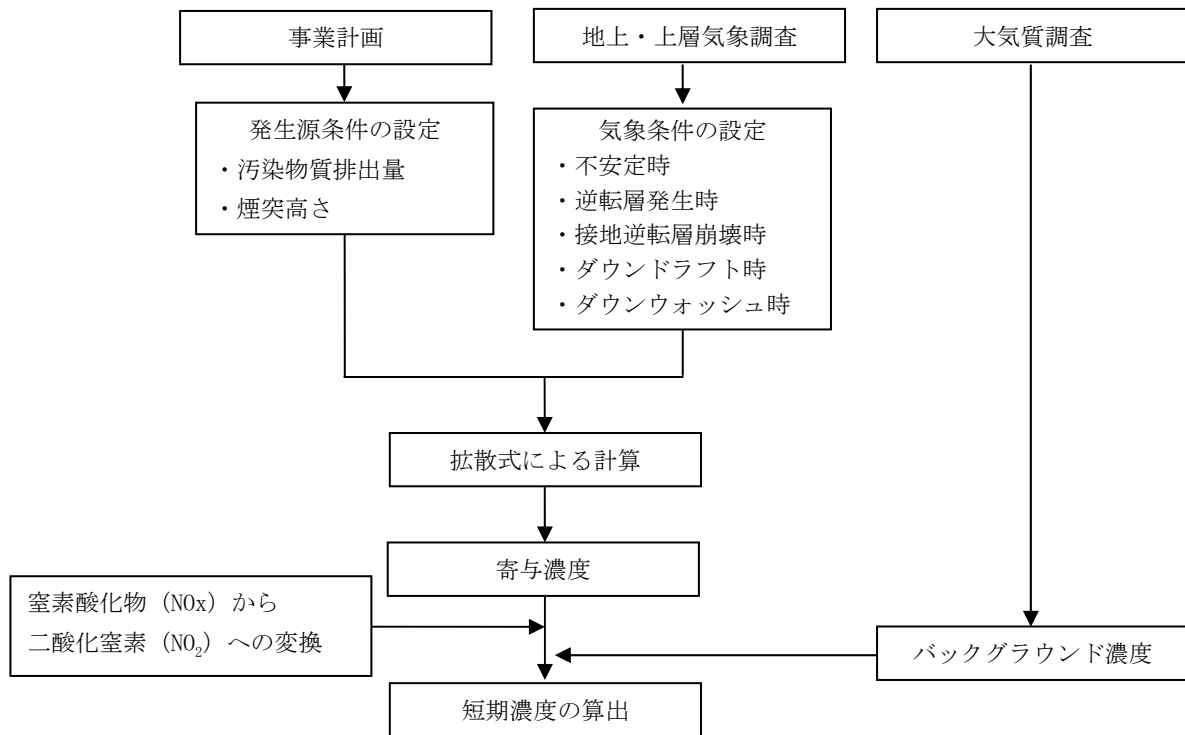 事業計画
地上・上層気象調査
大気質調査
発生源条件の設定
・汚染物質排出量
・煙突高さ
気象条件の設定
・不安定時
・逆転層発生時
・接地逆転層崩壊時
・ダウンドラフト時
・ダウンウォッシュ時
拡散式による計算
寄与濃度
窒素酸化物（NOx）から
二酸化窒素（NO₂）への変換
バックグラウンド濃度
短期濃度の算出